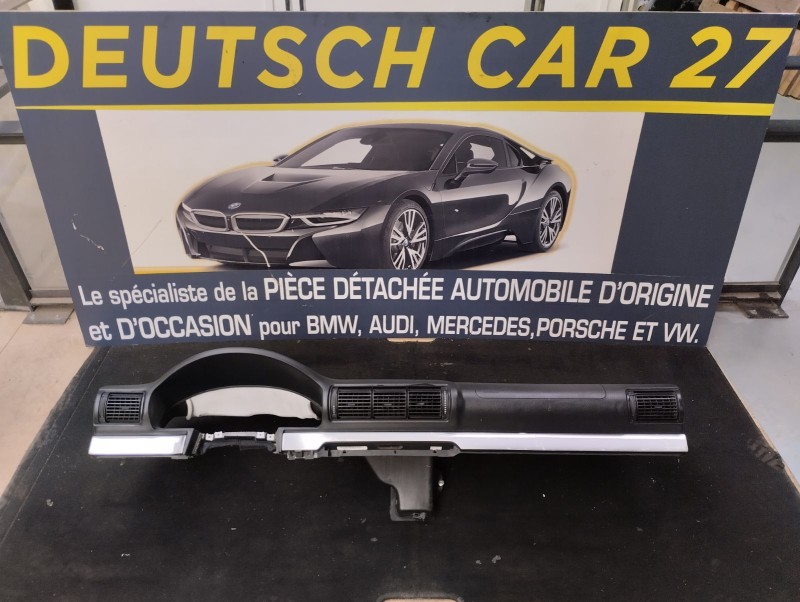 DEUTSCH CAR 27
Le spécialiste de la PIÈCE DÉTACHÉE AUTOMOBILE D'ORIGINE
et D'OCCASION pour BMW, AUDI, MERCEDES, PORSCHE ET VW.